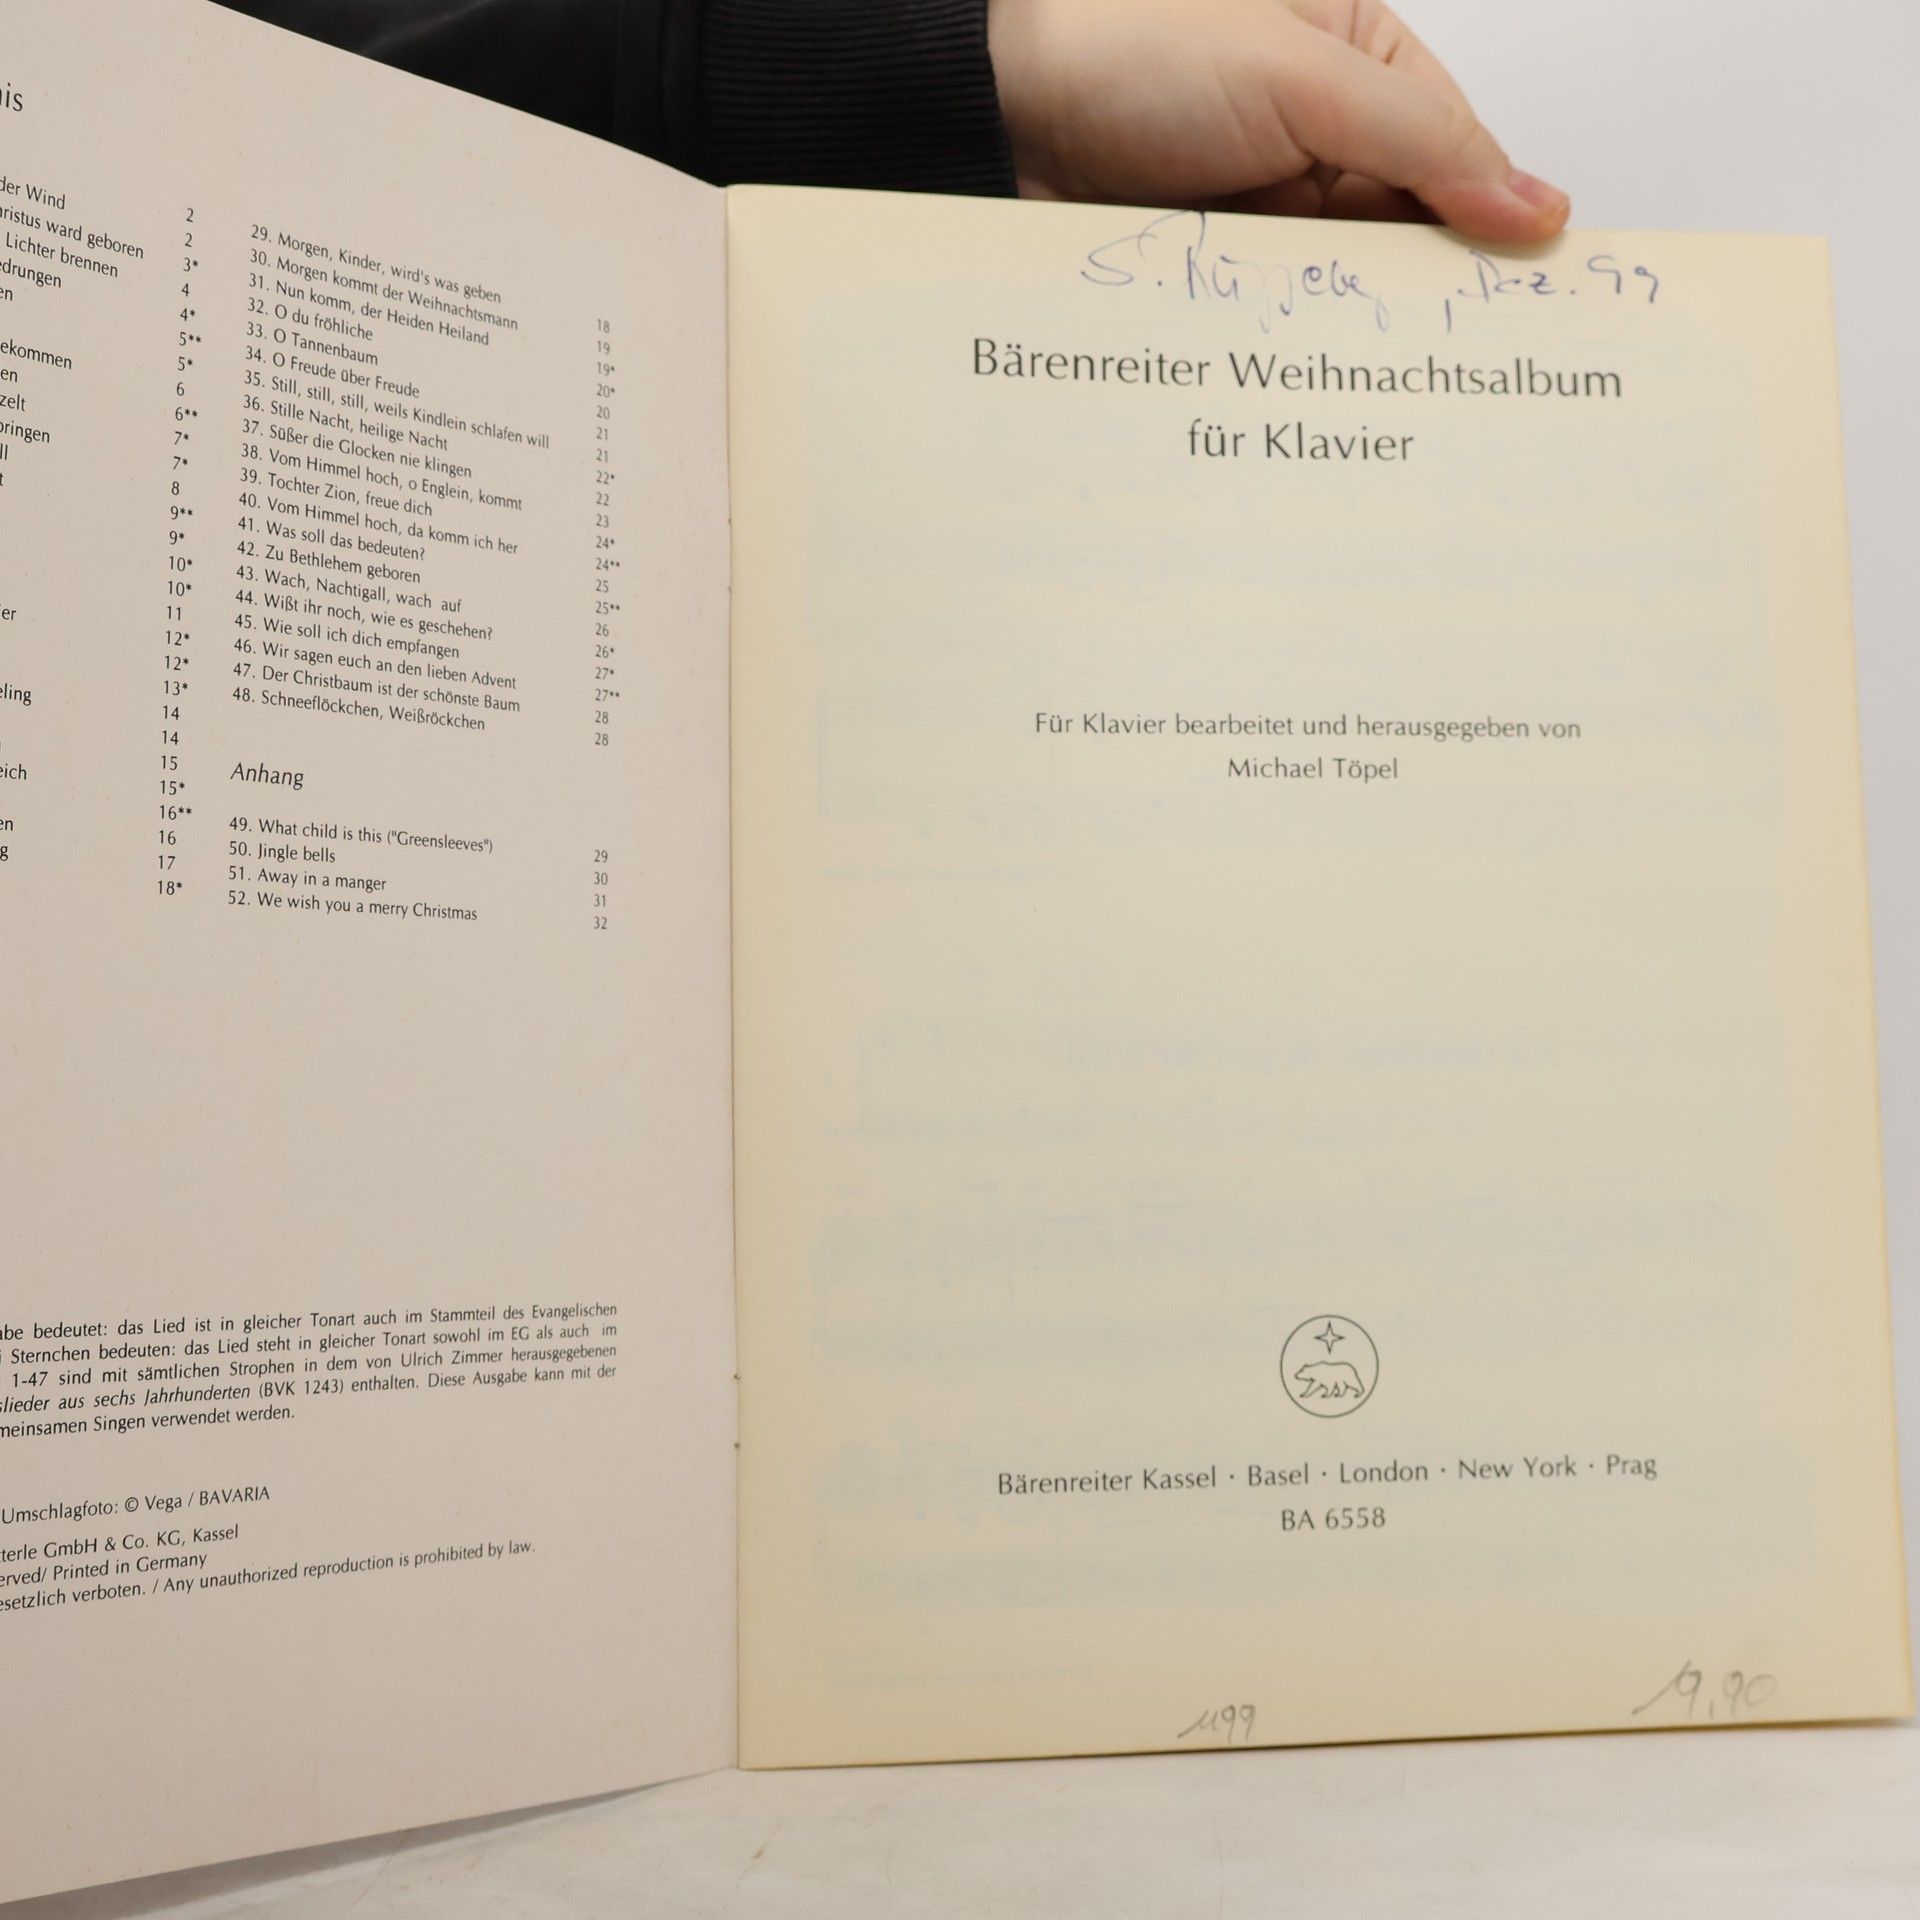 der Wind 2
ristus ward geboren 2
Lichter brennen 3*
drungen 4
en 4*
5**
ekommen 5*
en 6
zelt 6**
bringen 7*
ll 7*
t 8
9**
9*
10*
10*
er 11
12*
12*
eling 13*
14
14
eich 15
15*
en 16**
g 16
17
18*
29. Morgen, Kinder, wird's was geben 18
30. Morgen kommt der Weihnachtsmann 19
31. Nun komm, der Heiden Heiland 19*
32. O du fröhliche 20*
33. O Tannenbaum 20
34. O Freude über Freude 21
35. Still, still, still, weils Kindlein schlafen will 21
36. Stille Nacht, heilige Nacht 22*
37. Süßer die Glocken nie klingen 22
38. Vom Himmel hoch, o Englein, kommt 23
39. Tochter Zion, freue dich 24*
40. Vom Himmel hoch, da komm ich her 24**
41. Was soll das bedeuten? 25
42. Zu Bethlehem geboren 25**
43. Wach, Nachtigall, wach auf 26
44. Wißt ihr noch, wie es geschehen? 26*
45. Wie soll ich dich empfangen 27*
46. Wir sagen euch an den lieben Advent 27**
47. Der Christbaum ist der schönste Baum 28
48. Schneeflöckchen, Weißröckchen 28
Anhang
49. What child is this ("Greensleeves") 29
50. Jingle bells 30
51. Away in a manger 31
52. We wish you a merry Christmas 32
abe bedeutet: das Lied ist in gleicher Tonart auch im Stammteil des Evangelischen
i Sternchen bedeuten: das Lied steht in gleicher Tonart sowohl im EG als auch im
1-47 sind mit sämtlichen Strophen in dem von Ulrich Zimmer herausgegebenen
slieder aus sechs Jahrhunderten (BVK 1243) enthalten. Diese Ausgabe kann mit der
meinsamen Singen verwendet werden.
Umschlagfoto: © Vega / BAVARIA
tterle GmbH & Co. KG, Kassel
erved/ Printed in Germany
esetzlich verboten. / Any unauthorized reproduction is prohibited by law.
S. , Dez. 99
Bärenreiter Weihnachtsalbum
für Klavier
Für Klavier bearbeitet und herausgegeben von
Michael Töpel
Bärenreiter Kassel · Basel · London · New York · Prag
BA 6558
19,90